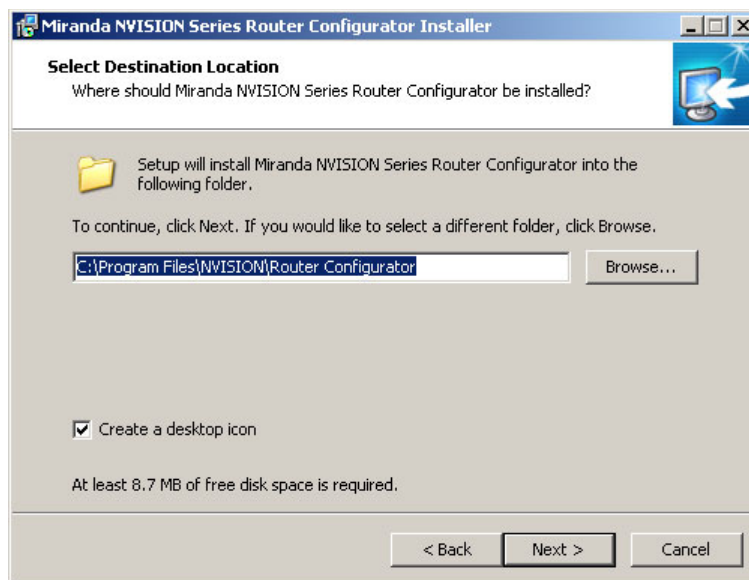 Miranda NVISION Series Router Configurator Installer
Select Destination Location
Where should Miranda NVISION Series Router Configurator be installed?
Setup will install Miranda NVISION Series Router Configurator into the
following folder.
To continue, click Next. If you would like to select a different folder, click Browse.
C:\Program Files\NVISION\Router Configurator
Browse...
Create a desktop icon
At least 8.7 MB of free disk space is required.
< Back
Next >
Cancel